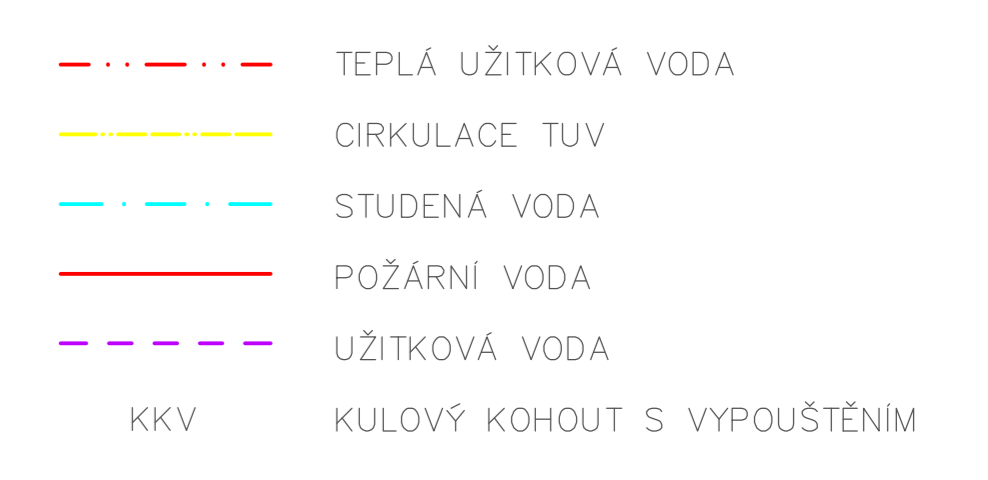 TEPLÁ UŽITKOVÁ VODA
CIRKULACE TUV
STUDENÁ VODA
POŽÁRNÍ VODA
UŽITKOVÁ VODA
KKV KULOVÝ KOHOUT S VYPOUŠTĚNÍM